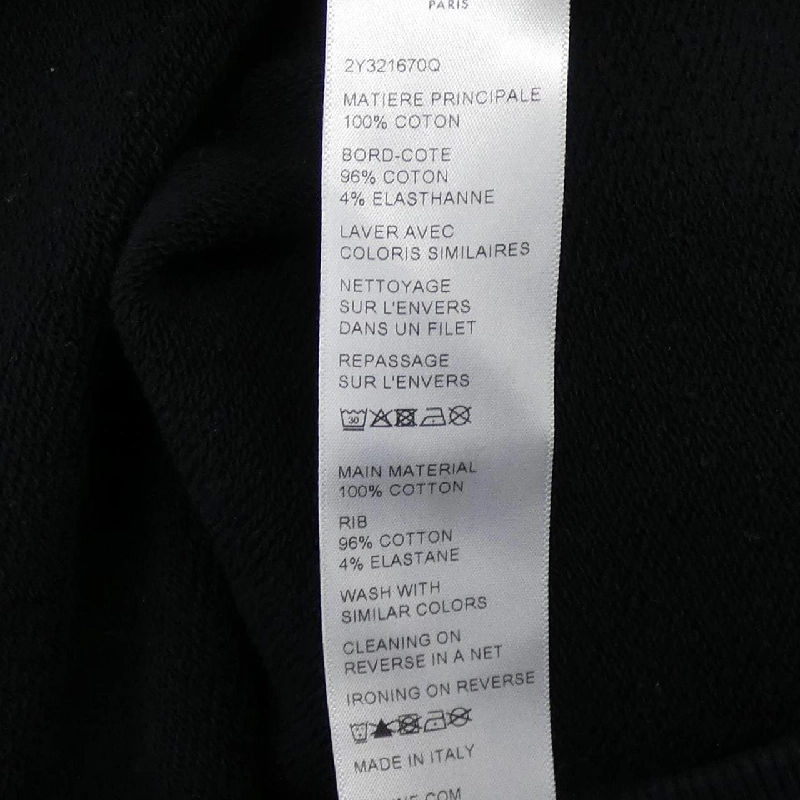 PARIS
2Y321670Q
MATIERE PRINCIPALE
100% COTON
BORD-COTE
96% COTON
4% ELASTHANNE
LAVER AVEC
COLORIS SIMILAIRES
NETTOYAGE
SUR L'ENVERS
DANS UN FILET
REPASSAGE
SUR L'ENVERS
30
MAIN MATERIAL
100% COTTON
RIB
96% COTTON
4% ELASTANE
WASH WITH
SIMILAR COLORS
CLEANING ON
REVERSE IN A NET
IRONING ON REVERSE
MADE IN ITALY